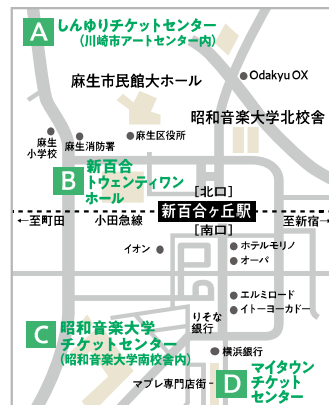 A しんゆりチケットセンター
(川崎市アートセンター内)
麻生市民館大ホール
Odakyu OX
昭和音楽大学北校舎
麻生
小学校
麻生消防署
麻生区役所
B 新百合
トウェンティワン
ホール
[北口]
新百合ヶ丘駅
[南口]
←至町田
小田急線
至新宿→
イオン
ホテルモリノ
オーパ
エルミロード
イトーヨーカドー
りそな
銀行
C 昭和音楽大学
チケットセンター
(昭和音楽大学南校舎内)
横浜銀行
マプレ専門店街
D マイタウン
チケット
センター